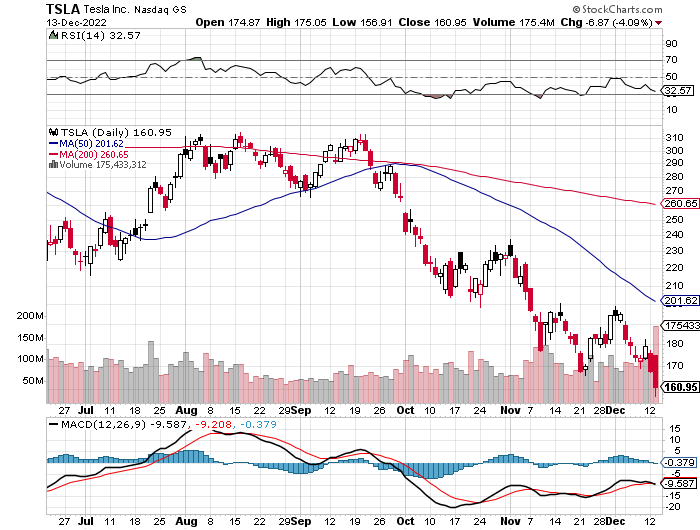 TSLA Tesla Inc. Nasdaq GS © StockCharts.com
13-Dec-2022 Open 174.87 High 175.05 Low 156.91 Close 160.95 Volume 175.4M Chg -6.87 (-4.09%)
RSI(14) 32.57
90
70
50
32.57
30
10
TSLA (Daily) 160.95
MA(50) 201.62
MA(200) 260.65
Volume 175,433,312
310
300
290
280
270
260.65
250
240
230
220
210
201.62
200M 175433
150M 180
100M 170
50M 160.95
27 Jul 11 18 25 Aug 8 15 22 29 Sep 12 19 26 Oct 10 17 24 Nov 7 14 21 28 Dec 12
MACD(12,26,9) -9.587, -9.208, -0.379
15
10
5
-0.379
-5
-9.587
-15
-20
27 Jul 11 18 25 Aug 8 15 22 29 Sep 12 19 26 Oct 10 17 24 Nov 7 14 21 28 Dec 12